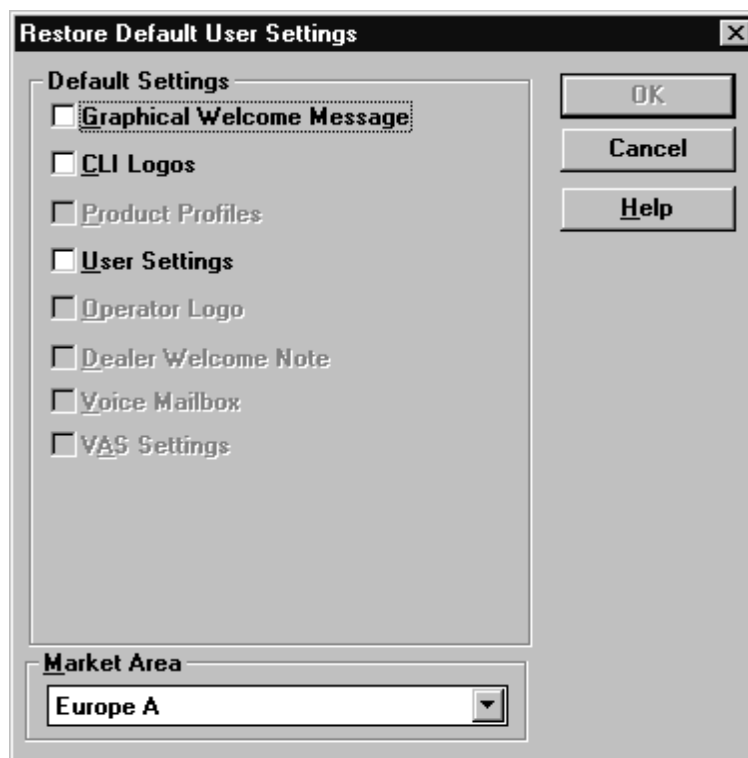 Restore Default User Settings
Default Settings
Graphical Welcome Message
CLI Logos
Product Profiles
User Settings
Operator Logo
Dealer Welcome Note
Voice Mailbox
VAS Settings
Market Area
Europe A
OK
Cancel
Help